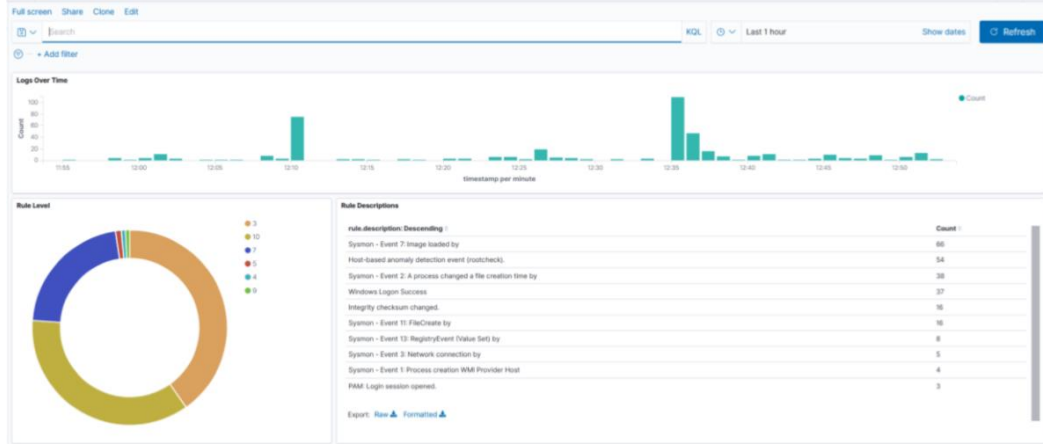 Full screen Share Clone Edit
Search KQL Last 1 hour Show dates Refresh
+ Add filter
Logs Over Time
Count
100
80
60
40
20
0
Count
11:55 12:00 12:05 12:10 12:15 12:20 12:25 12:30 12:35 12:40 12:45 12:50
timestamp per minute
Rule Level
3
10
7
5
4
9
Rule Descriptions
rule.description: Descending Count
Sysmon - Event 7: Image loaded by 66
Host-based anomaly detection event (rootcheck). 54
Sysmon - Event 2: A process changed a file creation time by 38
Windows Logon Success 37
Integrity checksum changed. 16
Sysmon - Event 11: FileCreate by 16
Sysmon - Event 13: RegistryEvent (Value Set) by 8
Sysmon - Event 3: Network connection by 5
Sysmon - Event 1: Process creation WMI Provider Host 4
PAM: Login session opened. 3
Export: Raw Formatted